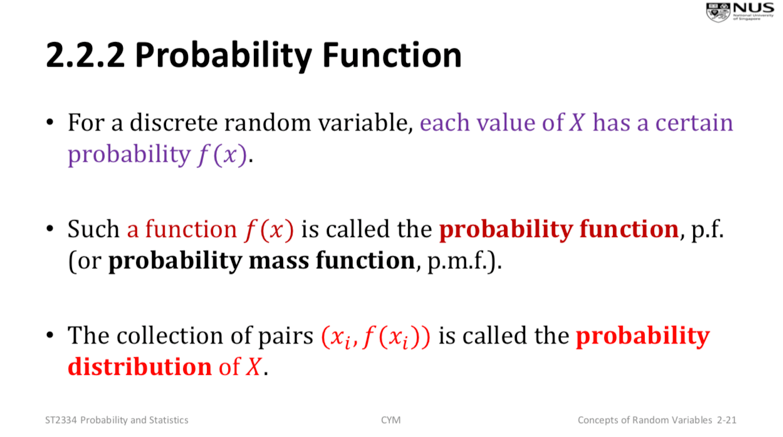 NUS
National University
of Singapore
2.2.2 Probability Function
• For a discrete random variable, each value of X has a certain
probability f(x).
• Such a function f(x) is called the probability function, p.f.
(or probability mass function, p.m.f.).
• The collection of pairs (xᵢ, f(xᵢ)) is called the probability
distribution of X.
ST2334 Probability and Statistics
CYM
Concepts of Random Variables 2-21